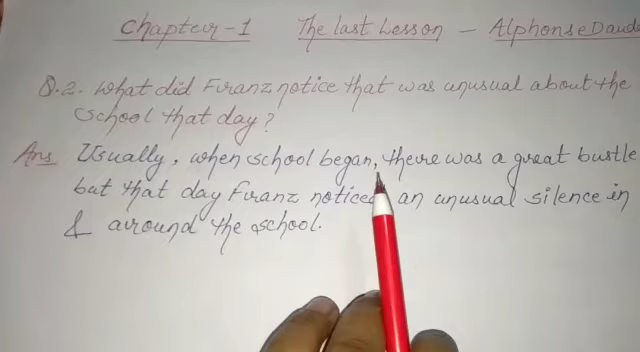 Chapter-1 The Last Lesson - Alphonse Daud
Q.2. What did Franz notice that was unusual about the
school that day?
Ans Usually, when school began, there was a great bustle
but that day Franz noticed an unusual silence in
& around the school.